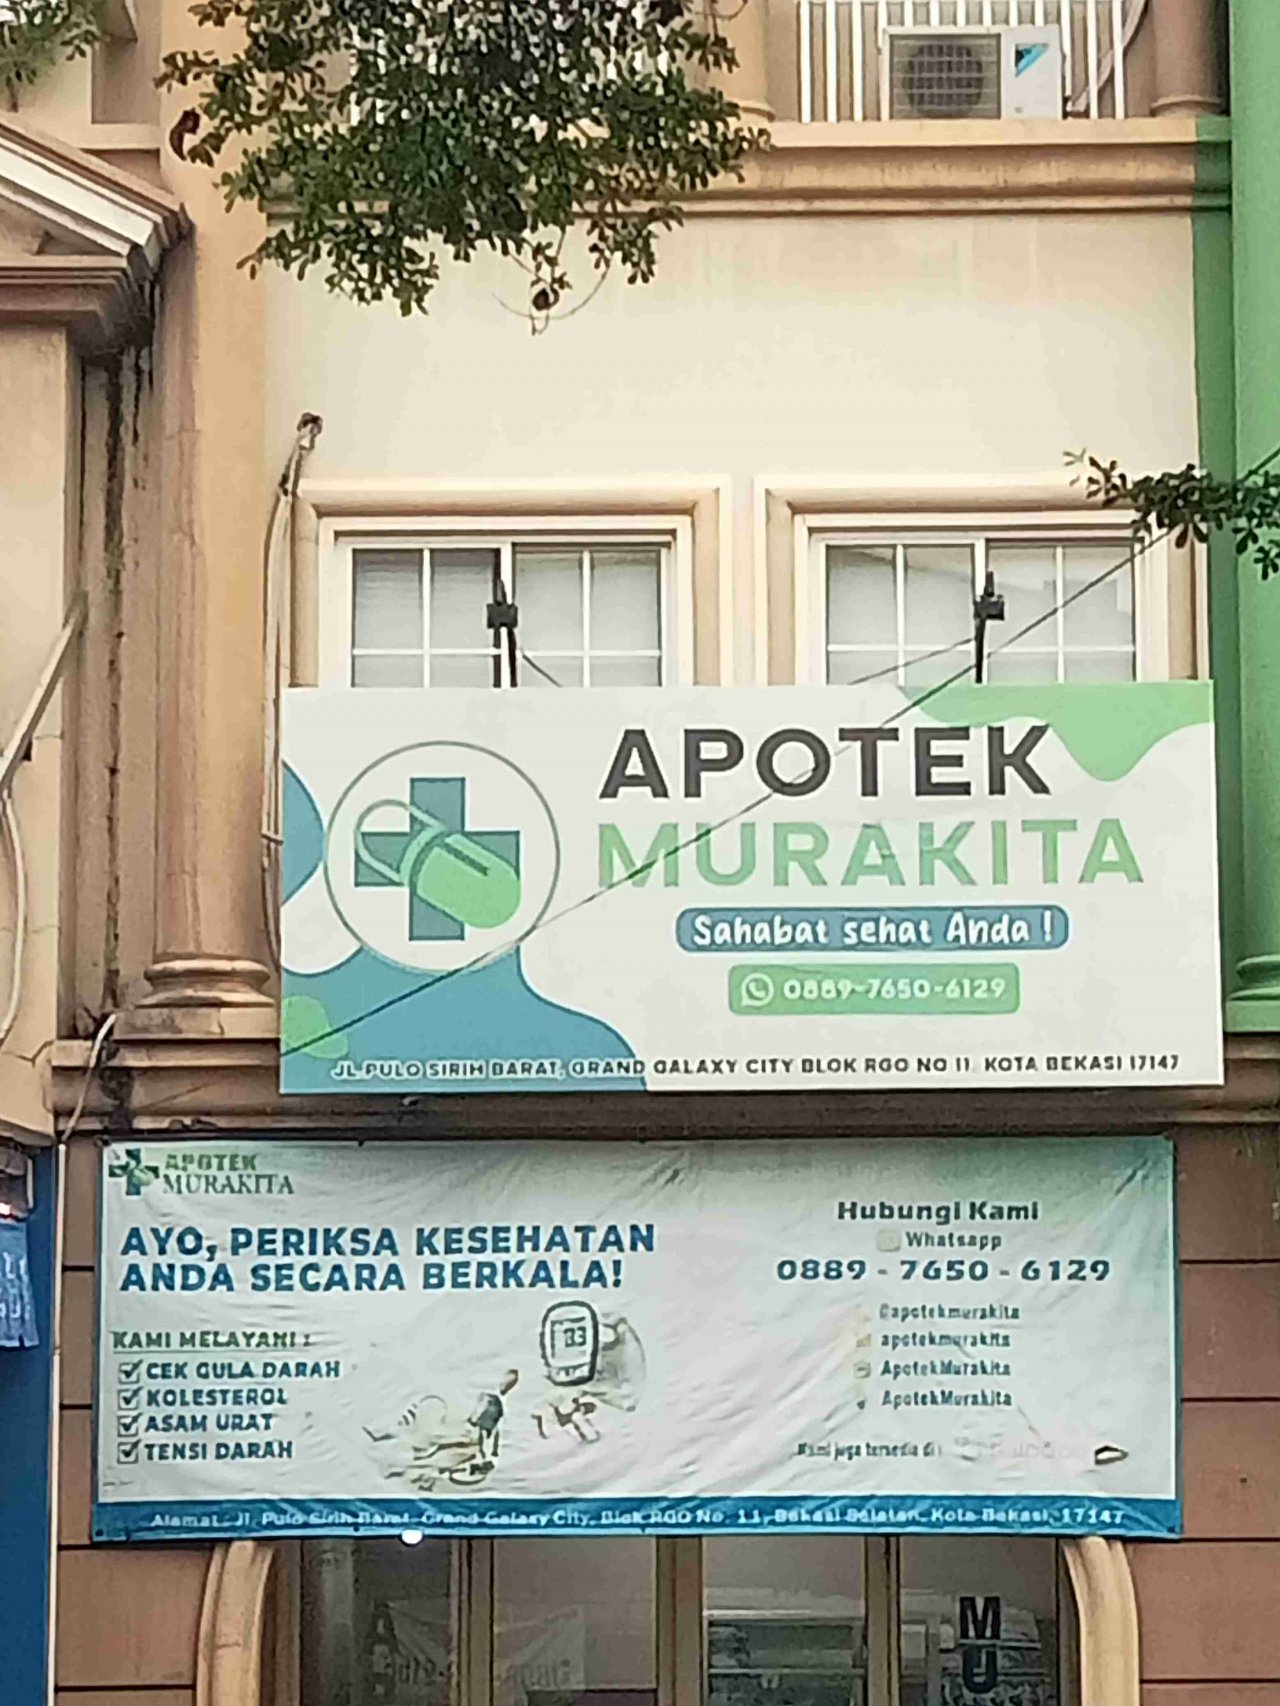 APOTEK
MURAKITA
Sahabat sehat Anda !
0889-7650-6129
JL PULO SIRIH BARAT, GRAND GALAXY CITY BLOK RGO NO 11 KOTA BEKASI 17147
APOTEK
MURAKITA
AYO, PERIKSA KESEHATAN
ANDA SECARA BERKALA!
KAMI MELAYANI :
CEK GULA DARAH
KOLESTEROL
ASAM URAT
TENSI DARAH
83
Hubungi Kami
Whatsapp
0889 - 7650 - 6129
@apotekmurakita
apotekmurakita
ApotekMurakita
ApotekMurakita
Kami juga tersedia di :
Alamat : Jl. Pulo Sirih Barat, Grand Galaxy City, Blok RGO No. 11, Bekasi Selatan, Kota Bekasi, 17147
M
U